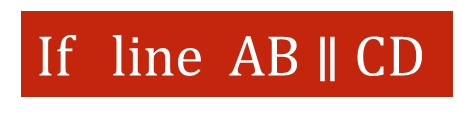 If line AB ∥ CD